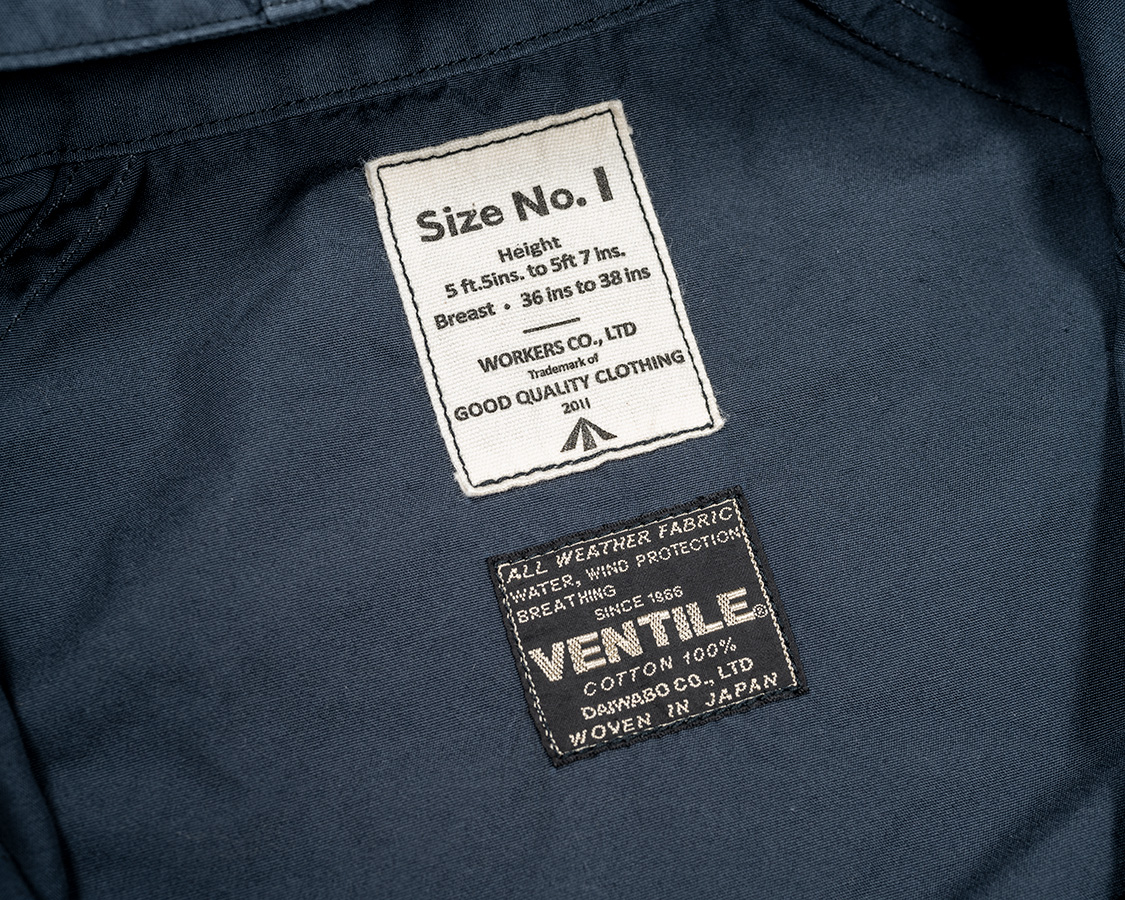 Size No. 1
Height
5 ft.5ins. to 5ft 7 ins.
Breast • 36 ins to 38 ins
WORKERS CO., LTD
Trademark of
GOOD QUALITY CLOTHING
2011
ALL WEATHER FABRIC
WATER, WIND PROTECTION
BREATHING
SINCE 1966
VENTILE®
COTTON 100%
DAIWABO CO., LTD
WOVEN IN JAPAN